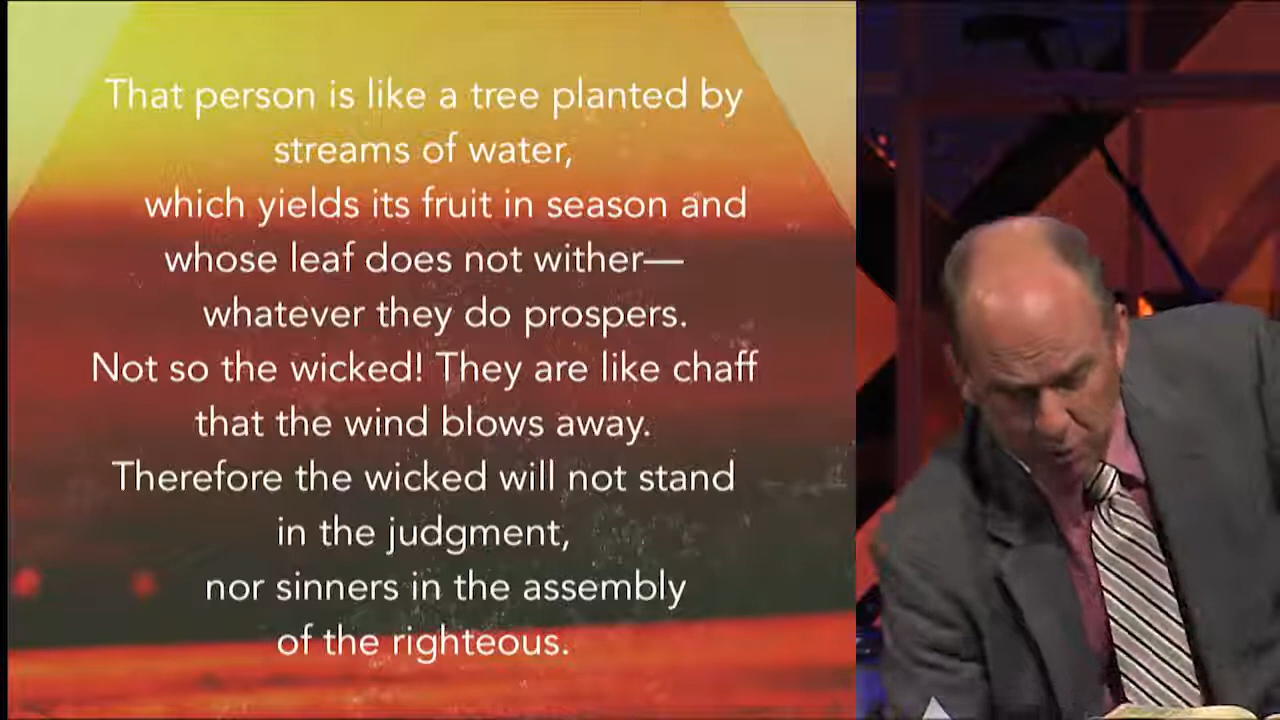 That person is like a tree planted by
streams of water,
which yields its fruit in season and
whose leaf does not wither—
whatever they do prospers.
Not so the wicked! They are like chaff
that the wind blows away.
Therefore the wicked will not stand
in the judgment,
nor sinners in the assembly
of the righteous.